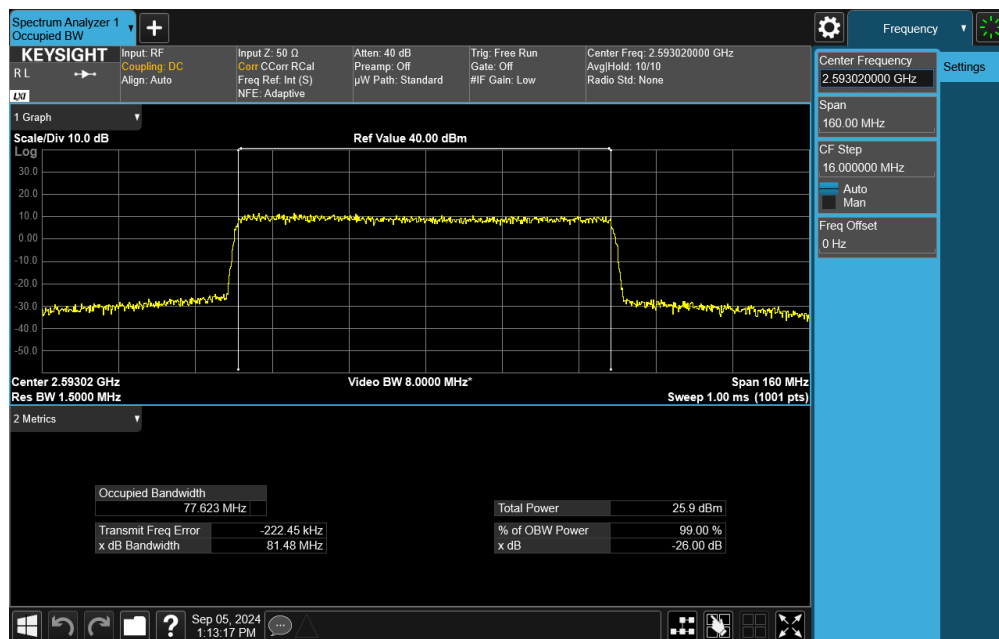 Spectrum Analyzer 1
Occupied BW
Frequency
KEYSIGHT
R L
LXI
Input: RF
Coupling: DC
Align: Auto
Input Z: 50 Ω
Corr CCorr RCal
Freq Ref: Int (S)
NFE: Adaptive
Atten: 40 dB
Preamp: Off
µW Path: Standard
Trig: Free Run
Gate: Off
#IF Gain: Low
Center Freq: 2.593020000 GHz
Avg|Hold: 10/10
Radio Std: None
Center Frequency
2.593020000 GHz
Settings
Span
160.00 MHz
CF Step
16.000000 MHz
Auto
Man
Freq Offset
0 Hz
1 Graph
Scale/Div 10.0 dB
Ref Value 40.00 dBm
Log
30.0
20.0
10.0
0.00
-10.0
-20.0
-30.0
-40.0
-50.0
Center 2.59302 GHz
Video BW 8.0000 MHz*
Span 160 MHz
Res BW 1.5000 MHz
Sweep 1.00 ms (1001 pts)
2 Metrics
Occupied Bandwidth
77.623 MHz
Total Power 25.9 dBm
Transmit Freq Error -222.45 kHz
% of OBW Power 99.00 %
x dB Bandwidth 81.48 MHz
x dB -26.00 dB
Sep 05, 2024
1:13:17 PM